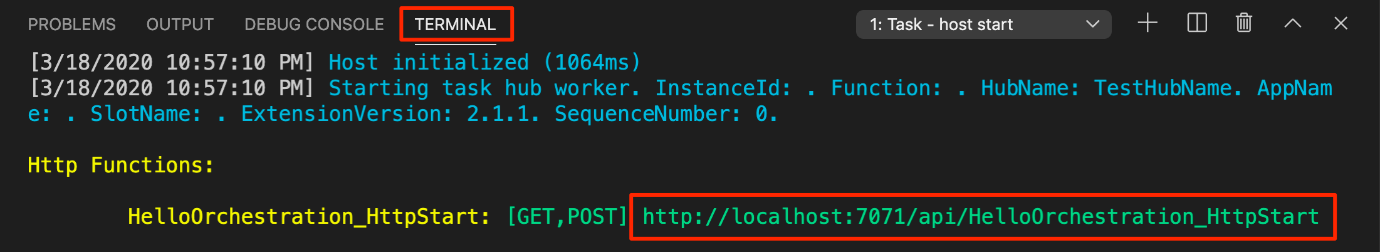 PROBLEMS OUTPUT DEBUG CONSOLE TERMINAL 1: Task - host start
[3/18/2020 10:57:10 PM] Host initialized (1064ms)
[3/18/2020 10:57:10 PM] Starting task hub worker. InstanceId: . Function: . HubName: TestHubName. AppNam
e: . SlotName: . ExtensionVersion: 2.1.1. SequenceNumber: 0.
Http Functions:
HelloOrchestration_HttpStart: [GET,POST] http://localhost:7071/api/HelloOrchestration_HttpStart